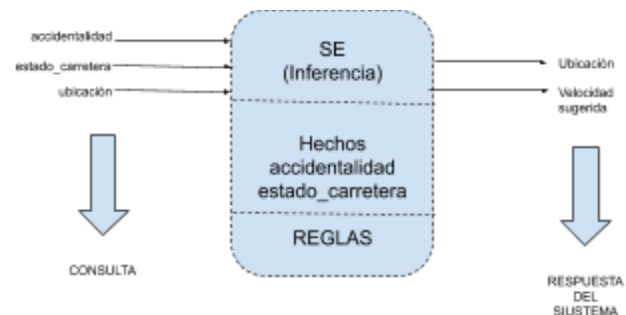 accidentalidad
estado_carretera
ubicación
SE
(Inferencia)
Hechos
accidentalidad
estado_carretera
REGLAS
Ubicación
Velocidad
sugerida
CONSULTA
RESPUESTA
DEL
SIUSTEMA